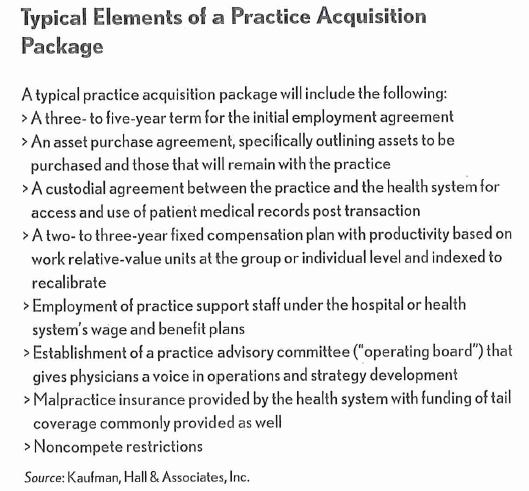 Typical Elements of a Practice Acquisition
Package
A typical practice acquisition package will include the following:
> A three- to five-year term for the initial employment agreement
> An asset purchase agreement, specifically outlining assets to be
purchased and those that will remain with the practice
> A custodial agreement between the practice and the health system for
access and use of patient medical records post transaction
> A two- to three-year fixed compensation plan with productivity based on
work relative-value units at the group or individual level and indexed to
recalibrate
> Employment of practice support staff under the hospital or health
system's wage and benefit plans
> Establishment of a practice advisory committee ("operating board") that
gives physicians a voice in operations and strategy development
> Malpractice insurance provided by the health system with funding of tail
coverage commonly provided as well
> Noncompete restrictions
Source: Kaufman, Hall & Associates, Inc.